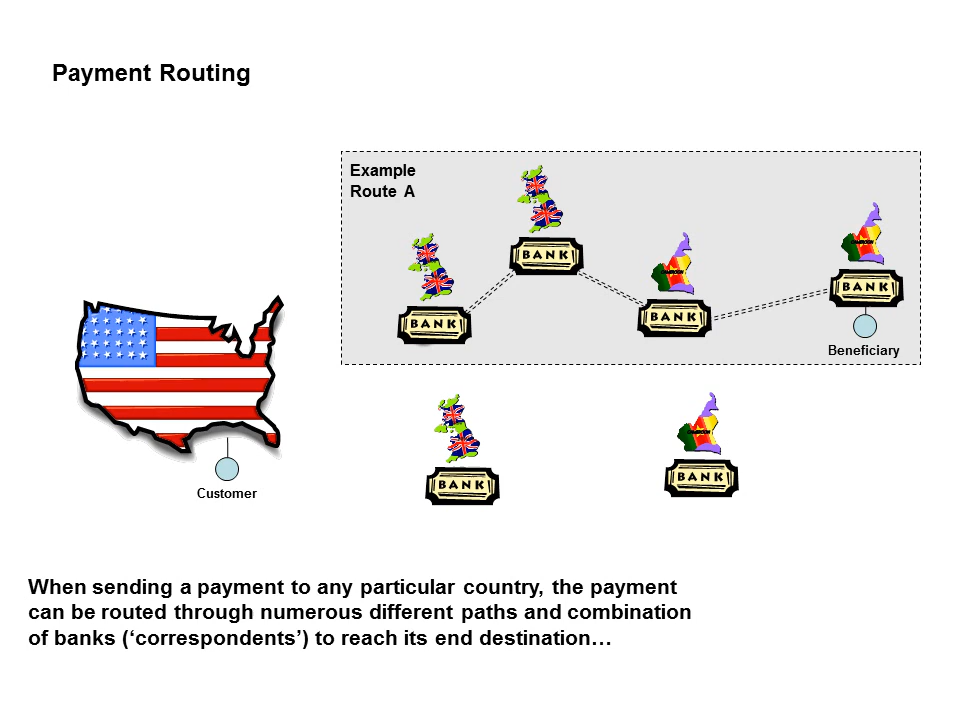 Payment Routing
Example
Route A
BANK
BANK
BANK
BANK
Beneficiary
BANK
BANK
Customer
When sending a payment to any particular country, the payment
can be routed through numerous different paths and combination
of banks (‘correspondents’) to reach its end destination…